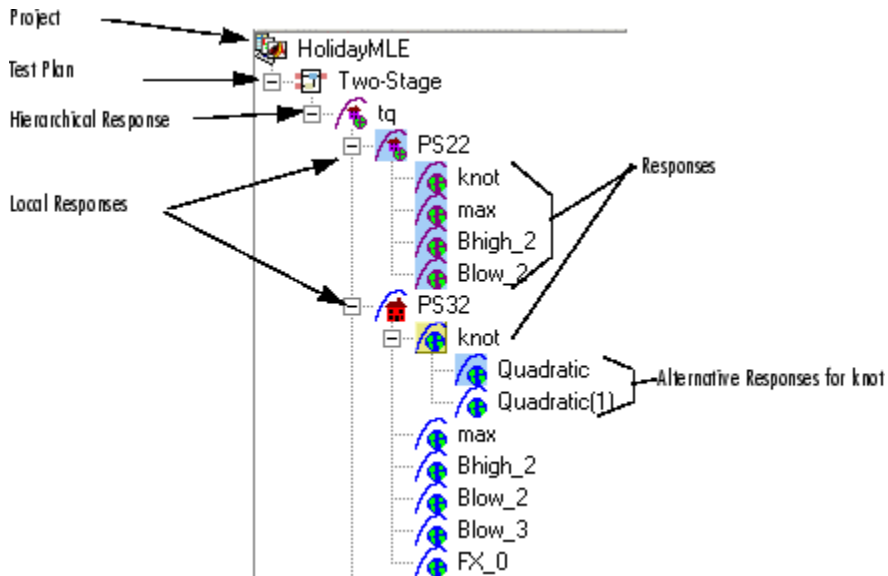 Project
HolidayMLE
Test Plan
Two-Stage
Hierarchical Response
tq
PS22
Responses
knot
max
Local Responses
Bhigh_2
Blow_2
PS32
knot
Quadratic
Alternative Responses for knot
Quadratic(1)
max
Bhigh_2
Blow_2
Blow_3
FX_0